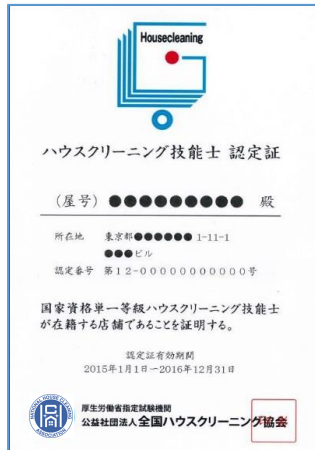 Housecleaning
ハウスクリーニング技能士 認定証
(屋号) ●●●●●●●●● 殿
所在地 東京都●●●●●● 1-11-1
●●●ビル
認定番号 第12-00000000000号
国家資格単一等級ハウスクリーニング技能士
が在籍する店舗であることを証明する。
認定証有効期間
2015年1月1日~2016年12月31日
厚生労働省指定試験機関
公益社団法人全国ハウスクリーニング協会
NATIONAL HOUSE CLEANING ASSOCIATION